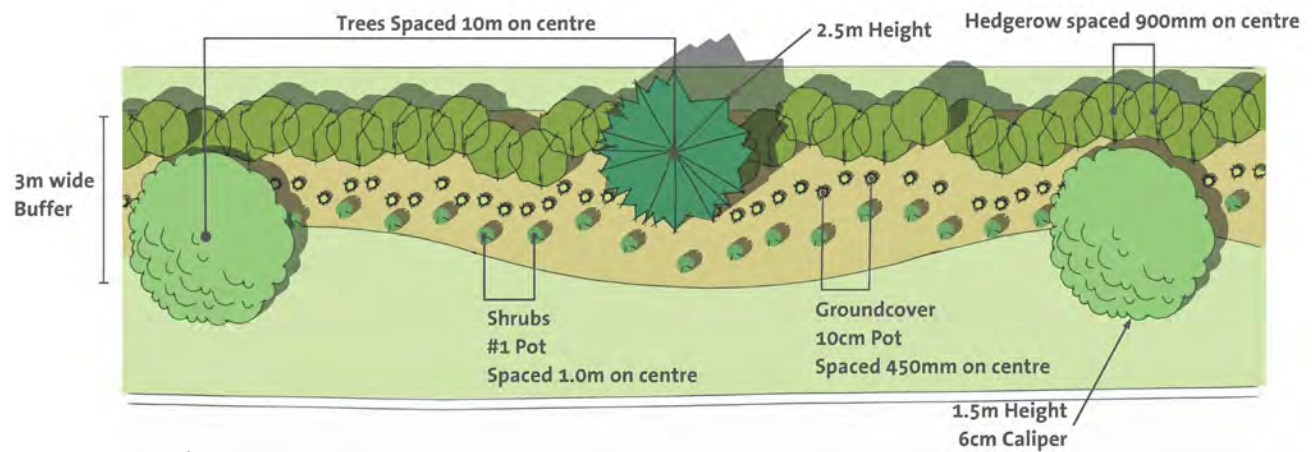 Trees Spaced 10m on centre
2.5m Height
Hedgerow spaced 900mm on centre
3m wide
Buffer
Shrubs
#1 Pot
Spaced 1.0m on centre
Groundcover
10cm Pot
Spaced 450mm on centre
1.5m Height
6cm Caliper